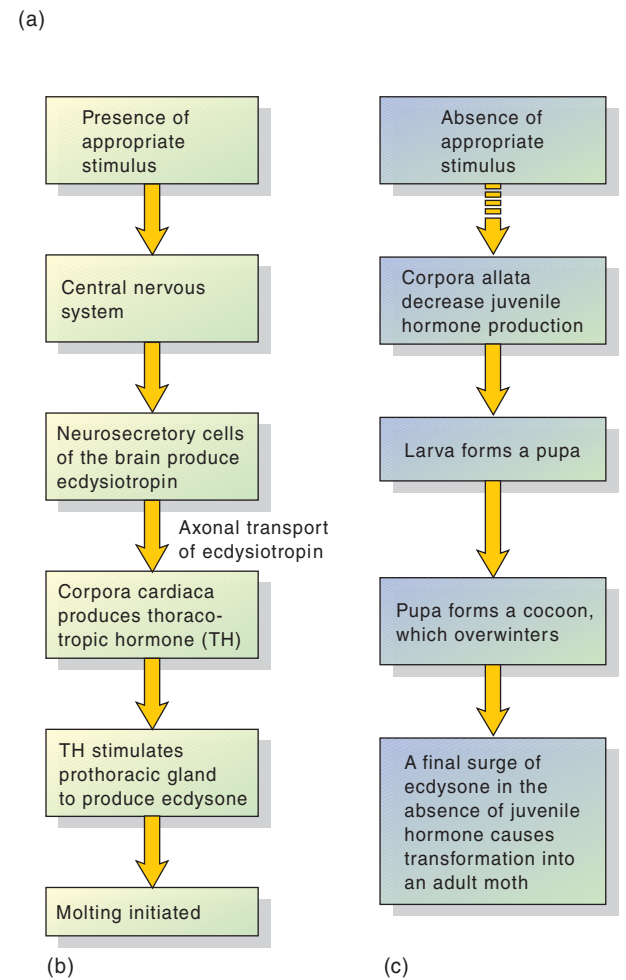 (a)
Presence of
appropriate
stimulus
Central nervous
system
Neurosecretory cells
of the brain produce
ecdysiotropin
Axonal transport
of ecdysiotropin
Corpora cardiaca
produces thoraco-
tropic hormone (TH)
TH stimulates
prothoracic gland
to produce ecdysone
Molting initiated
(b)
Absence of
appropriate
stimulus
Corpora allata
decrease juvenile
hormone production
Larva forms a pupa
Pupa forms a cocoon,
which overwinters
A final surge of
ecdysone in the
absence of juvenile
hormone causes
transformation into
an adult moth
(c)